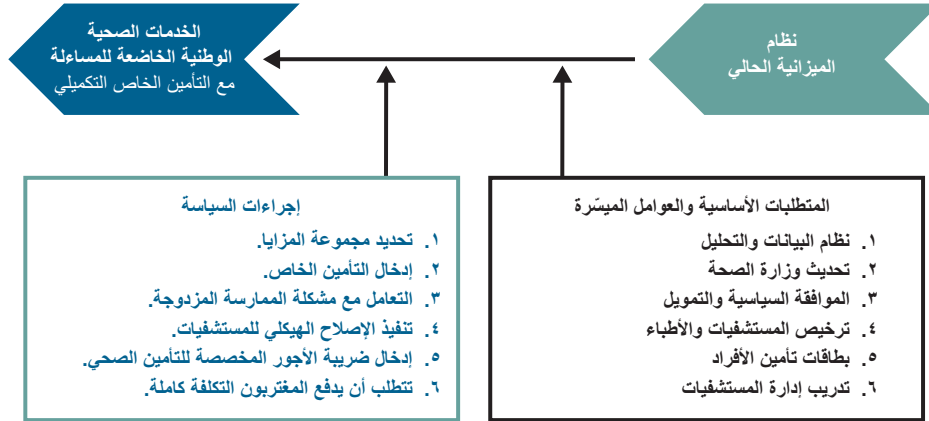 نظام
الميزانية الحالي
الخدمات الصحية
الوطنية الخاضعة للمساءلة
مع التأمين الخاص التكميلي
المتطلبات الأساسية والعوامل الميسّرة
١. نظام البيانات والتحليل
٢. تحديث وزارة الصحة
٣. الموافقة السياسية والتمويل
٤. ترخيص المستشفيات والأطباء
٥. بطاقات تأمين الأفراد
٦. تدريب إدارة المستشفيات
إجراءات السياسة
١. تحديد مجموعة المزايا.
٢. إدخال التأمين الخاص.
٣. التعامل مع مشكلة الممارسة المزدوجة.
٤. تنفيذ الإصلاح الهيكلي للمستشفيات.
٥. إدخال ضريبة الأجور المخصصة للتأمين الصحي.
٦. تتطلب أن يدفع المغتربون التكلفة كاملة.